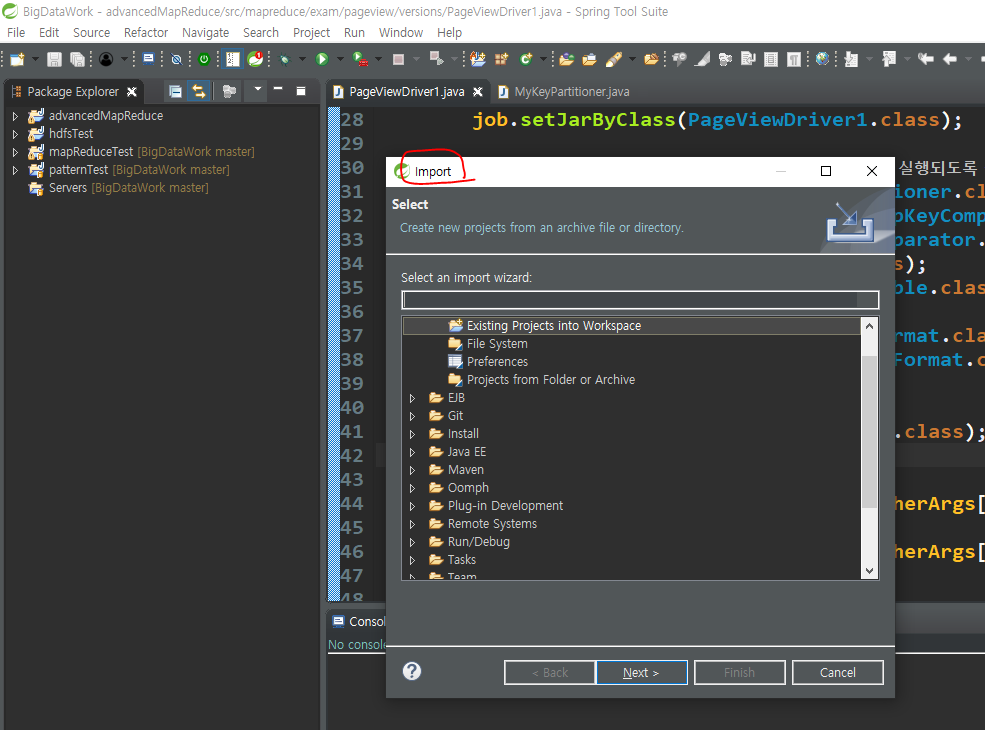 BigDataWork - advancedMapReduce/src/mapreduce/exam/pageview/versions/PageViewDriver1.java - Spring Tool Suite
File Edit Source Refactor Navigate Search Project Run Window Help
Package Explorer
advancedMapReduce
hdfsTest
mapReduceTest [BigDataWork master]
patternTest [BigDataWork master]
Servers [BigDataWork master]
PageViewDriver1.java MyKeyPartitioner.java
28 job.setJarByClass(PageViewDriver1.class);
29
30 실행되도록
31 ioner.cl
32 pKeyComp
33 parator.
34 s);
35 ble.clas
36
37 rmat.cla
38 Format.c
39
40
41 .class);
42
43
44 herArgs[
45
46 herArgs[
47
48
Import
Select
Create new projects from an archive file or directory.
Select an import wizard:
Existing Projects into Workspace
File System
Preferences
Projects from Folder or Archive
EJB
Git
Install
Java EE
Maven
Oomph
Plug-in Development
Remote Systems
Run/Debug
Tasks
Team
? < Back Next > Finish Cancel
Consol
No console